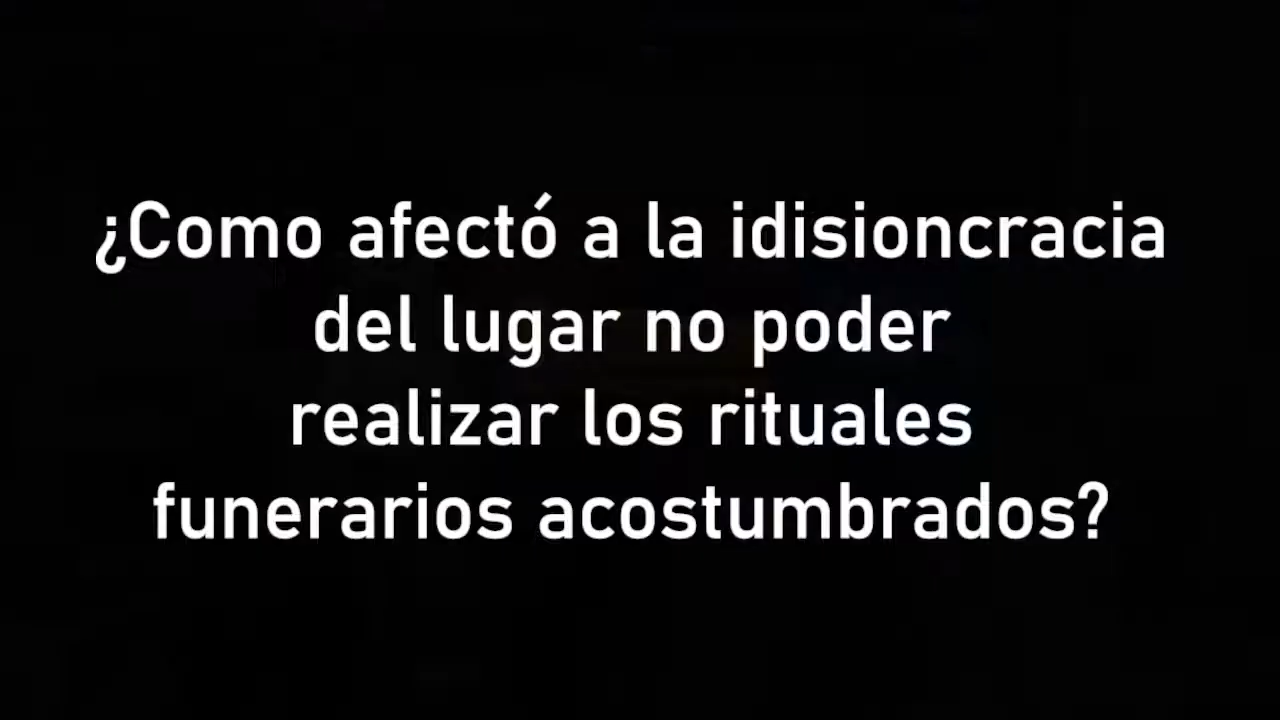 ¿Como afectó a la idisioncracia
del lugar no poder
realizar los rituales
funerarios acostumbrados?